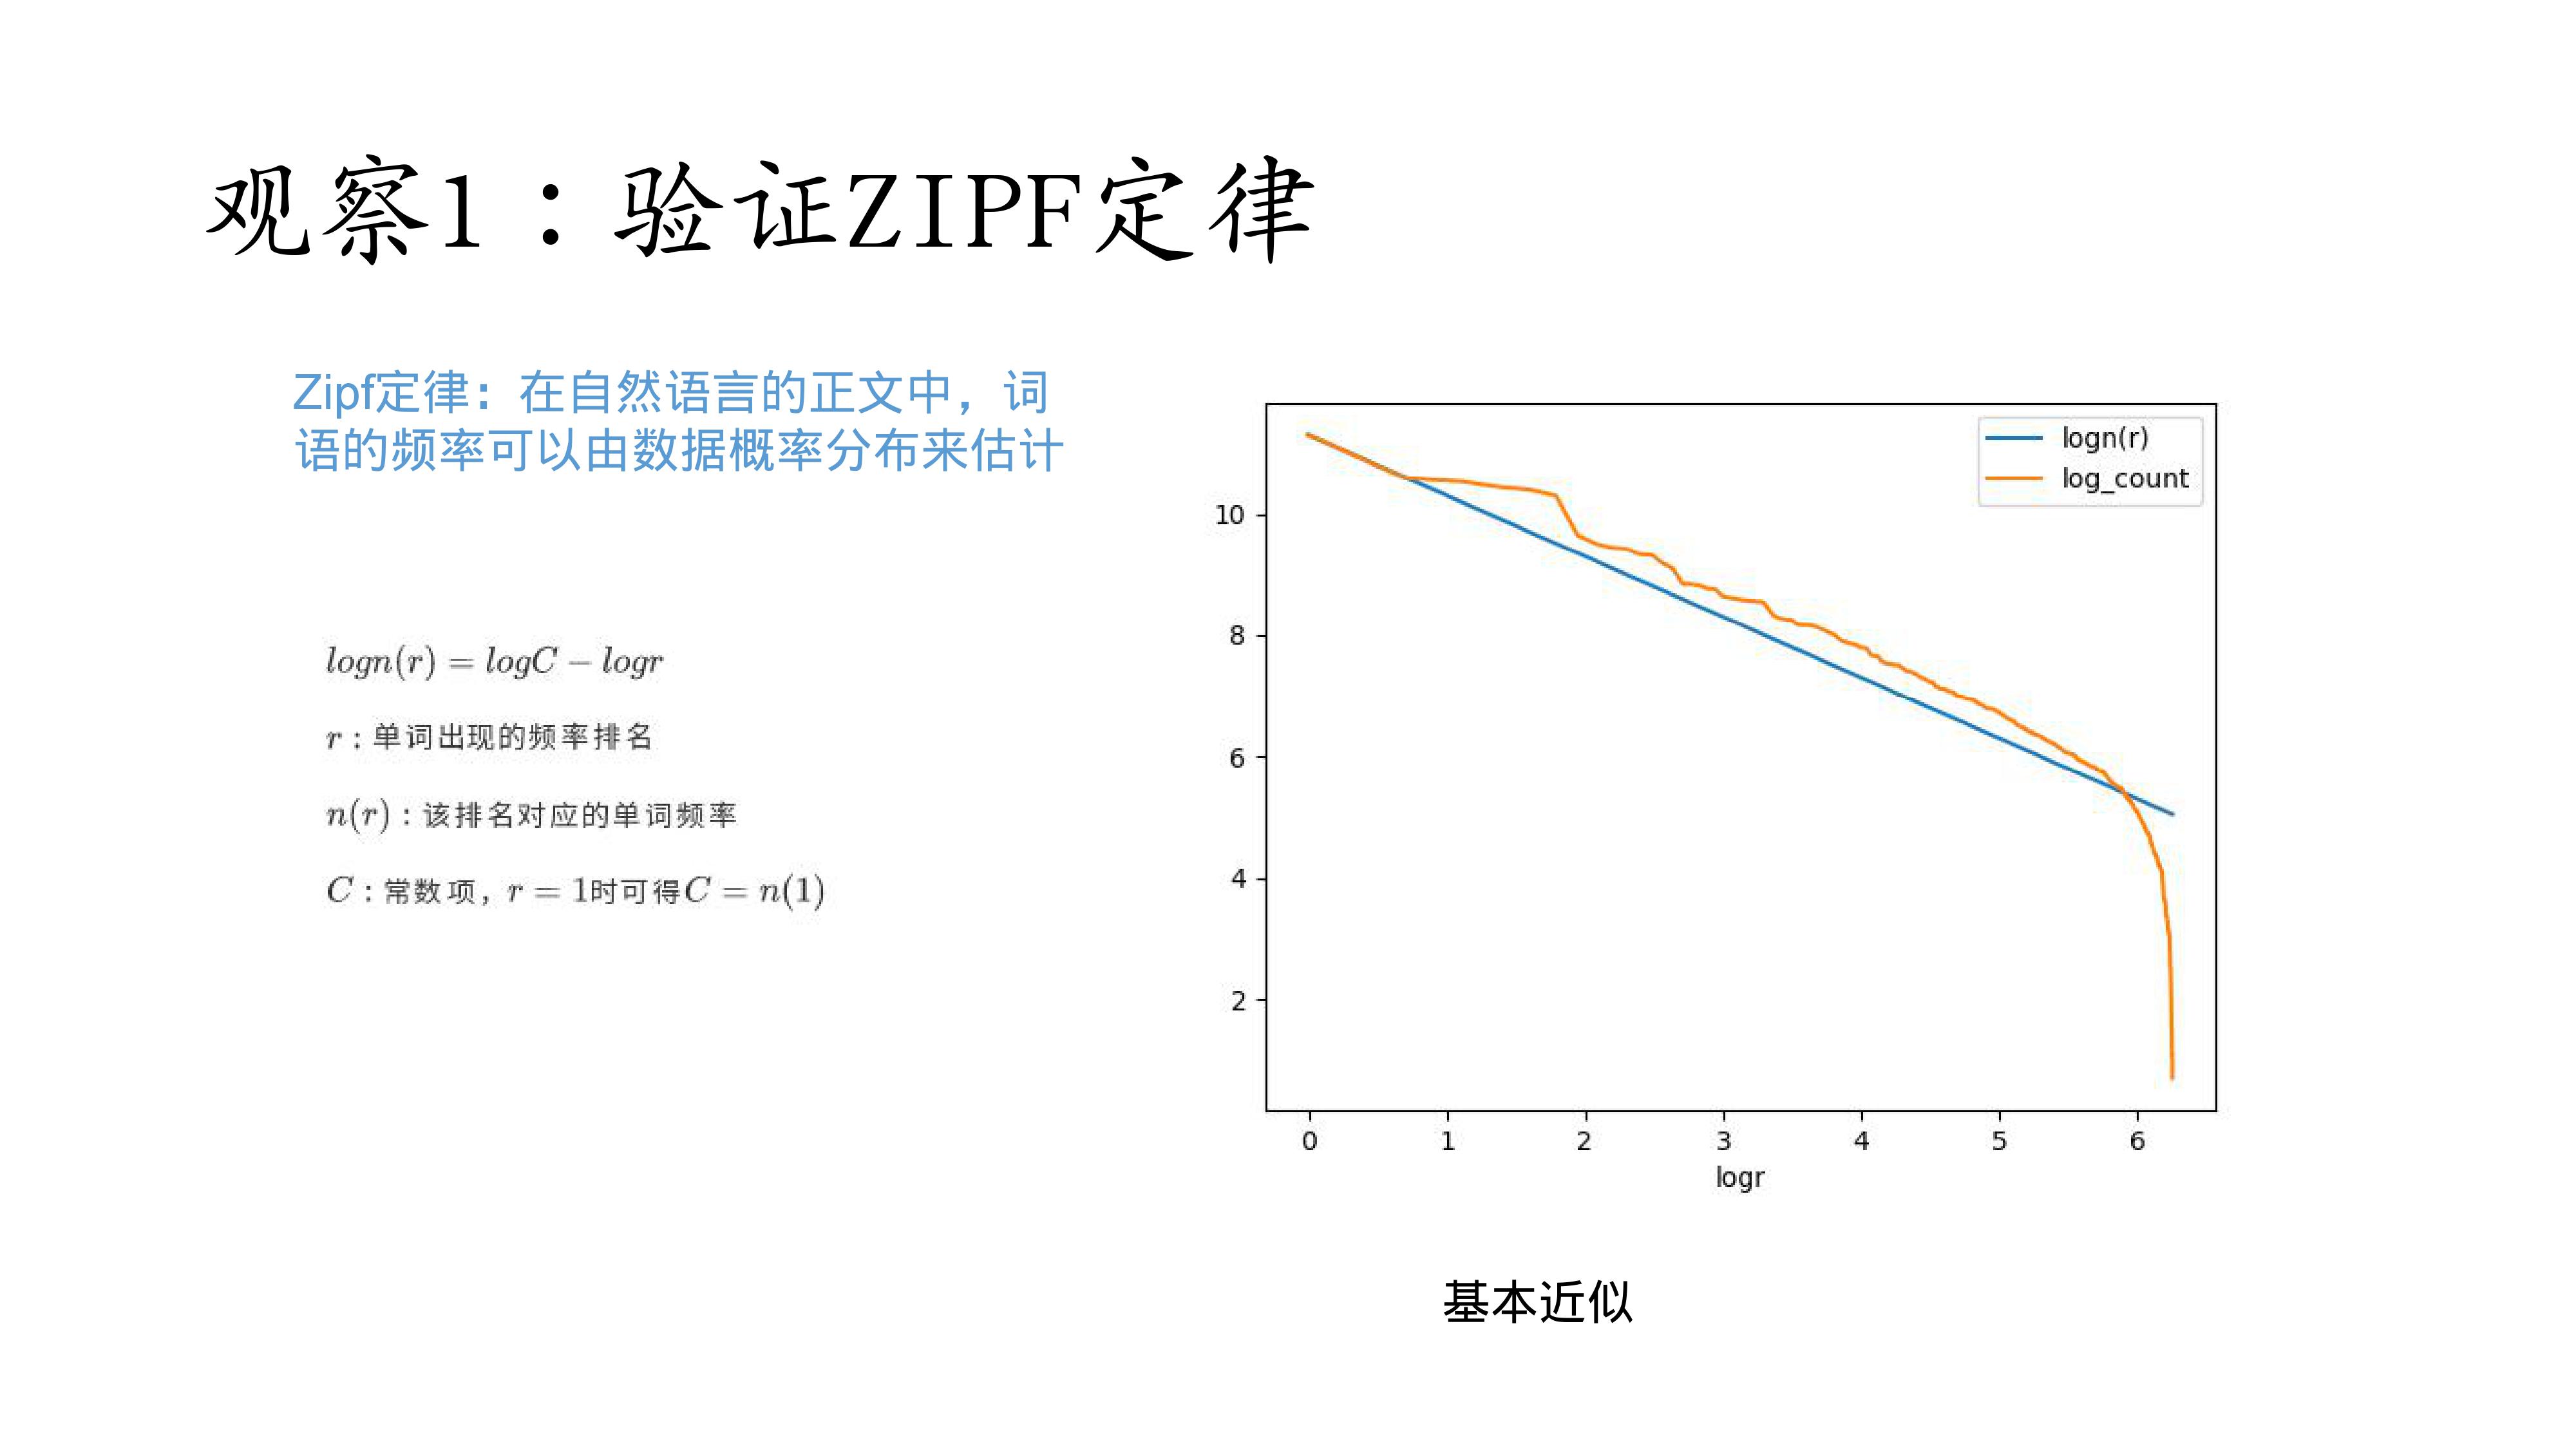 观察1：验证ZIPF定律
Zipf定律：在自然语言的正文中，词
语的频率可以由数据概率分布来估计
logn(r) = logC − logr
r：单词出现的频率排名
n(r)：该排名对应的单词频率
C：常数项，r = 1时可得C = n(1)
logn(r)
log_count
10
8
6
4
2
0 1 2 3 4 5 6
logr
基本近似